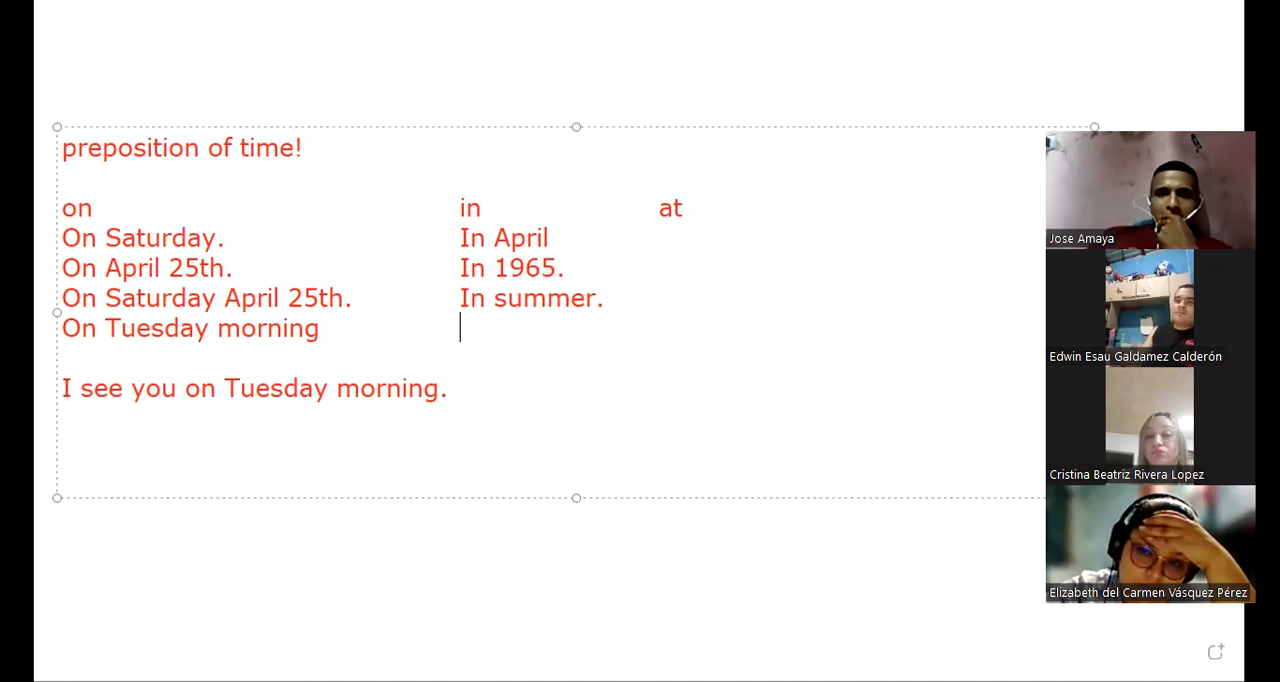 preposition of time!
on in at
On Saturday. In April
On April 25th. In 1965.
On Saturday April 25th. In summer.
On Tuesday morning
I see you on Tuesday morning.
Jose Amaya
Edwin Esau Galdamez Calderón
Cristina Beatriz Rivera Lopez
Elizabeth del Carmen Vásquez Pérez